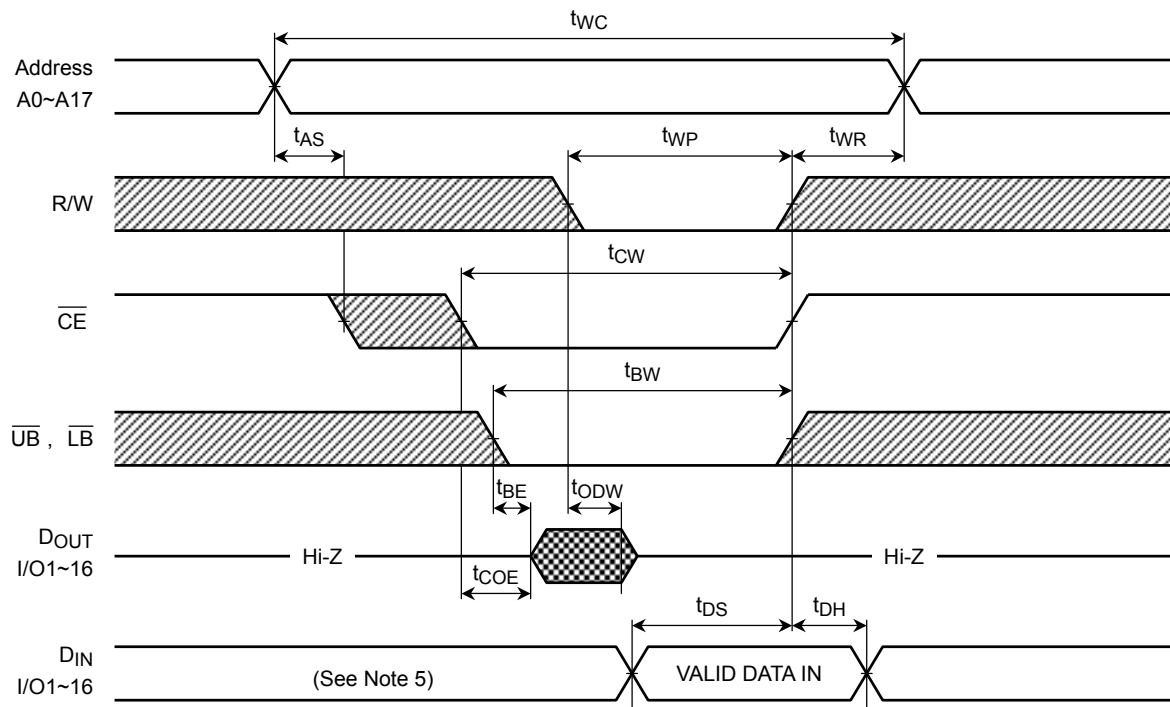 tWC
Address
A0~A17
tAS
tWP
tWR
R/W
tCW
CE
tBW
UB , LB
tBE
tODW
DOUT
I/O1~16
Hi-Z
Hi-Z
tCOE
tDS
tDH
DIN
I/O1~16
(See Note 5)
VALID DATA IN